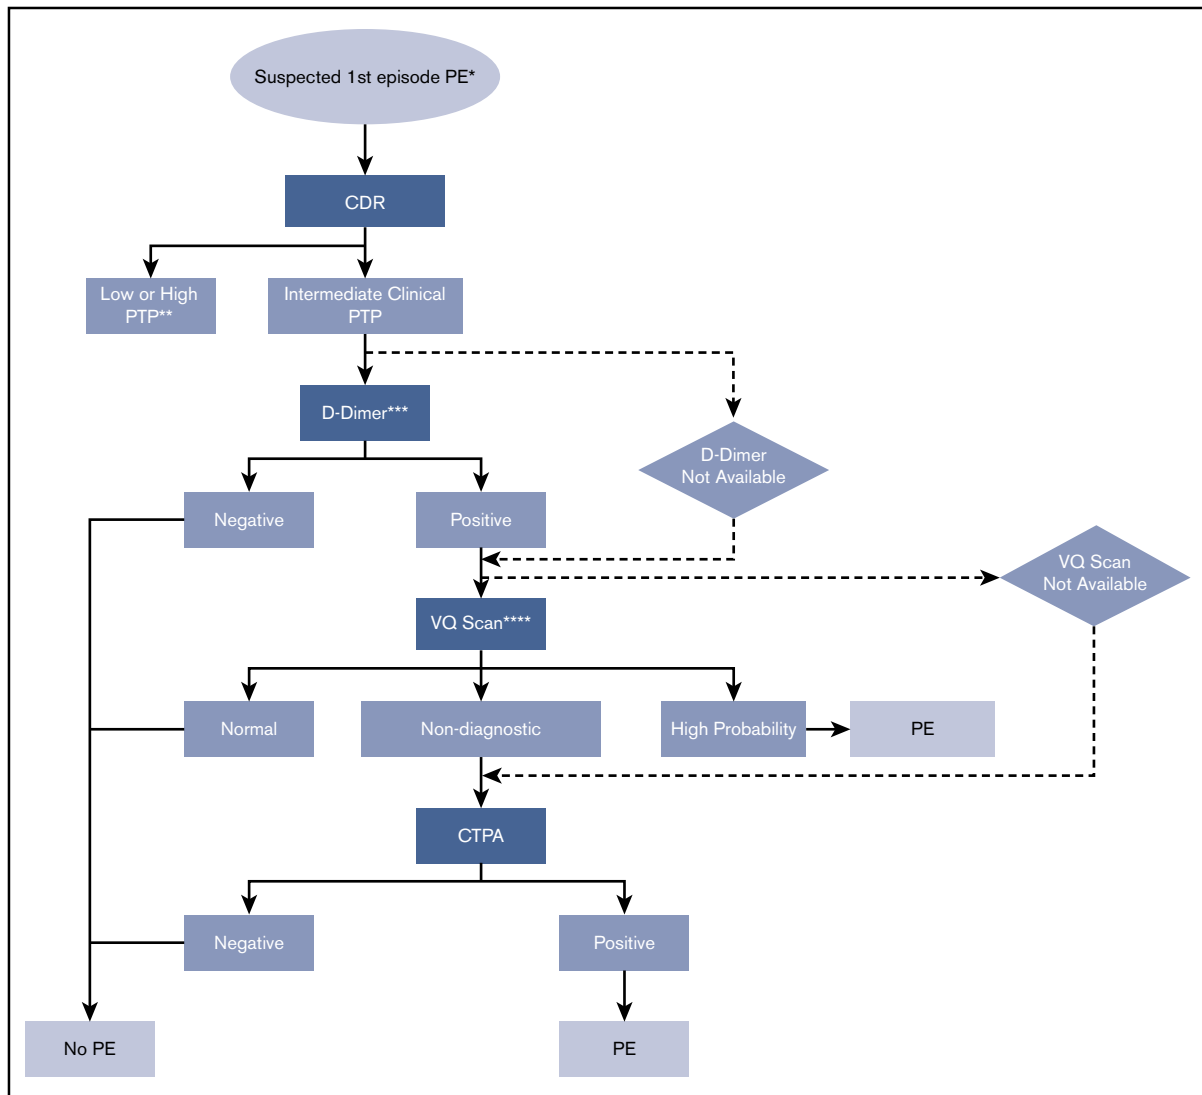 Suspected 1st episode PE*
CDR
Low or High
PTP**
Intermediate Clinical
PTP
D-Dimer***
D-Dimer
Not Available
Negative
Positive
VQ Scan
Not Available
VQ Scan****
Normal
Non-diagnostic
High Probability
PE
CTPA
Negative
Positive
No PE
PE